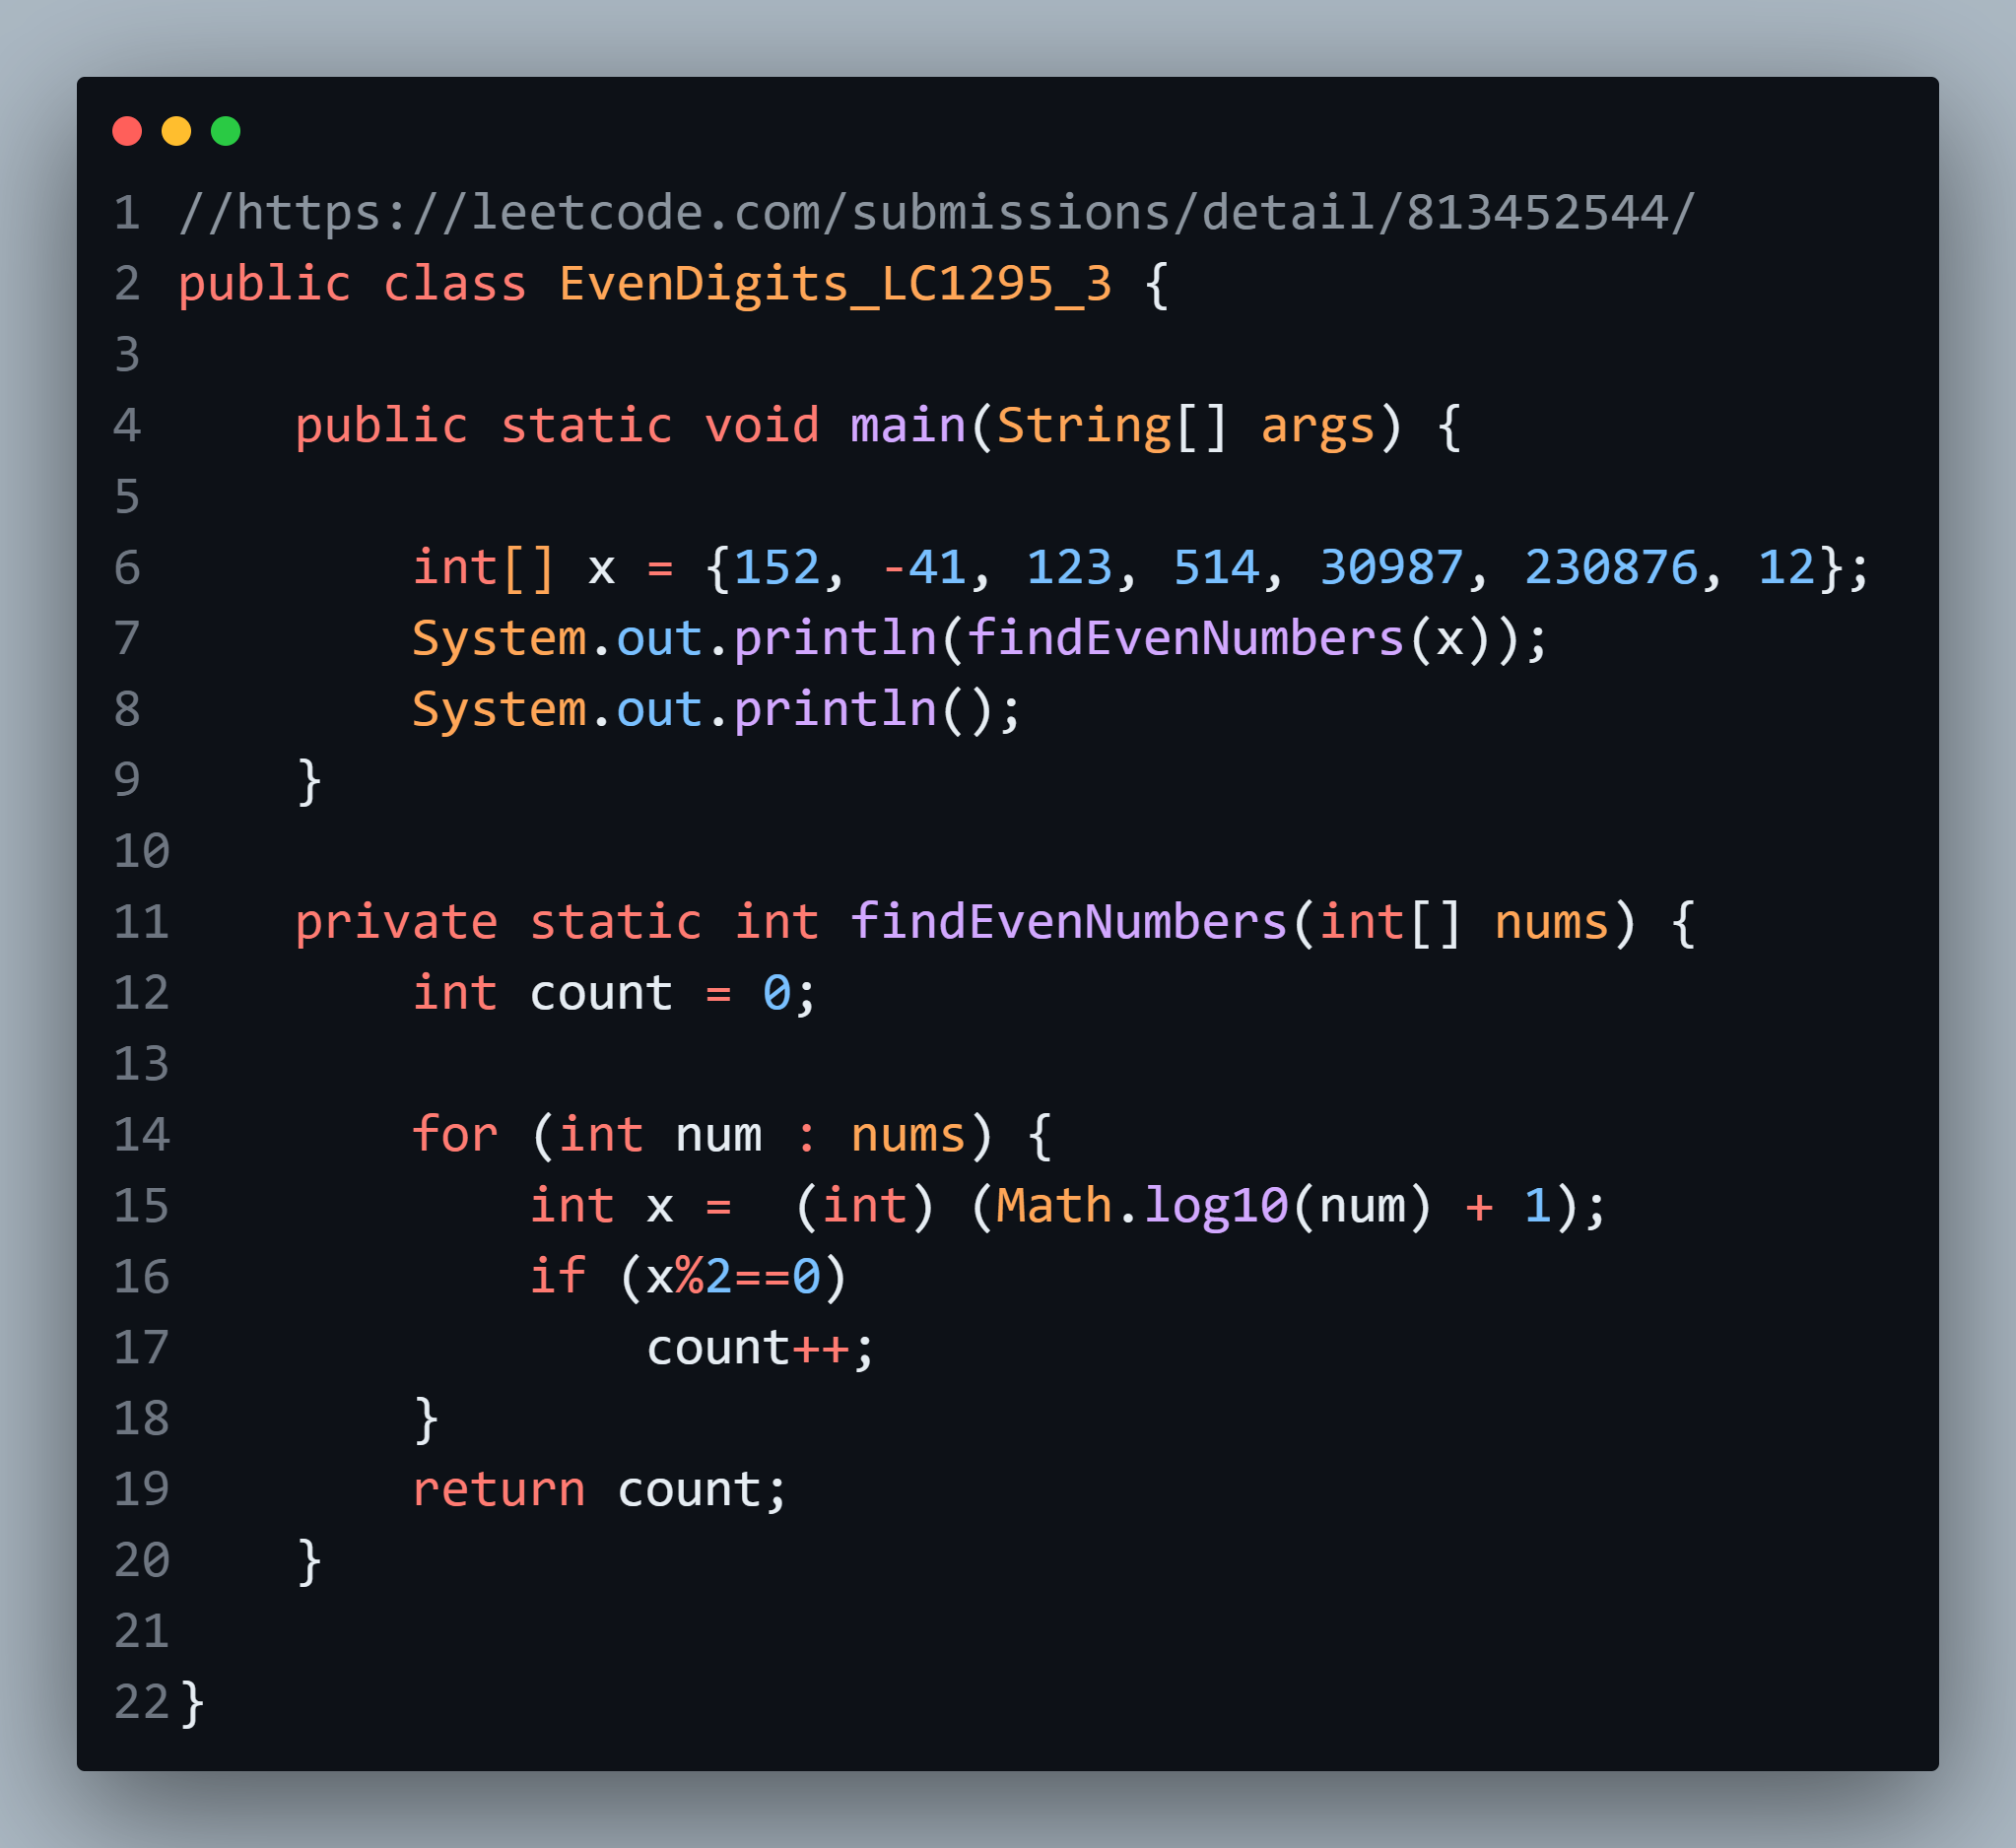 1 //https://leetcode.com/submissions/detail/813452544/
2 public class EvenDigits_LC1295_3 {
3
4     public static void main(String[] args) {
5
6         int[] x = {152, -41, 123, 514, 30987, 230876, 12};
7         System.out.println(findEvenNumbers(x));
8         System.out.println();
9     }
10
11     private static int findEvenNumbers(int[] nums) {
12         int count = 0;
13
14         for (int num : nums) {
15             int x =  (int) (Math.log10(num) + 1);
16             if (x%2==0)
17                 count++;
18         }
19         return count;
20     }
21
22 }